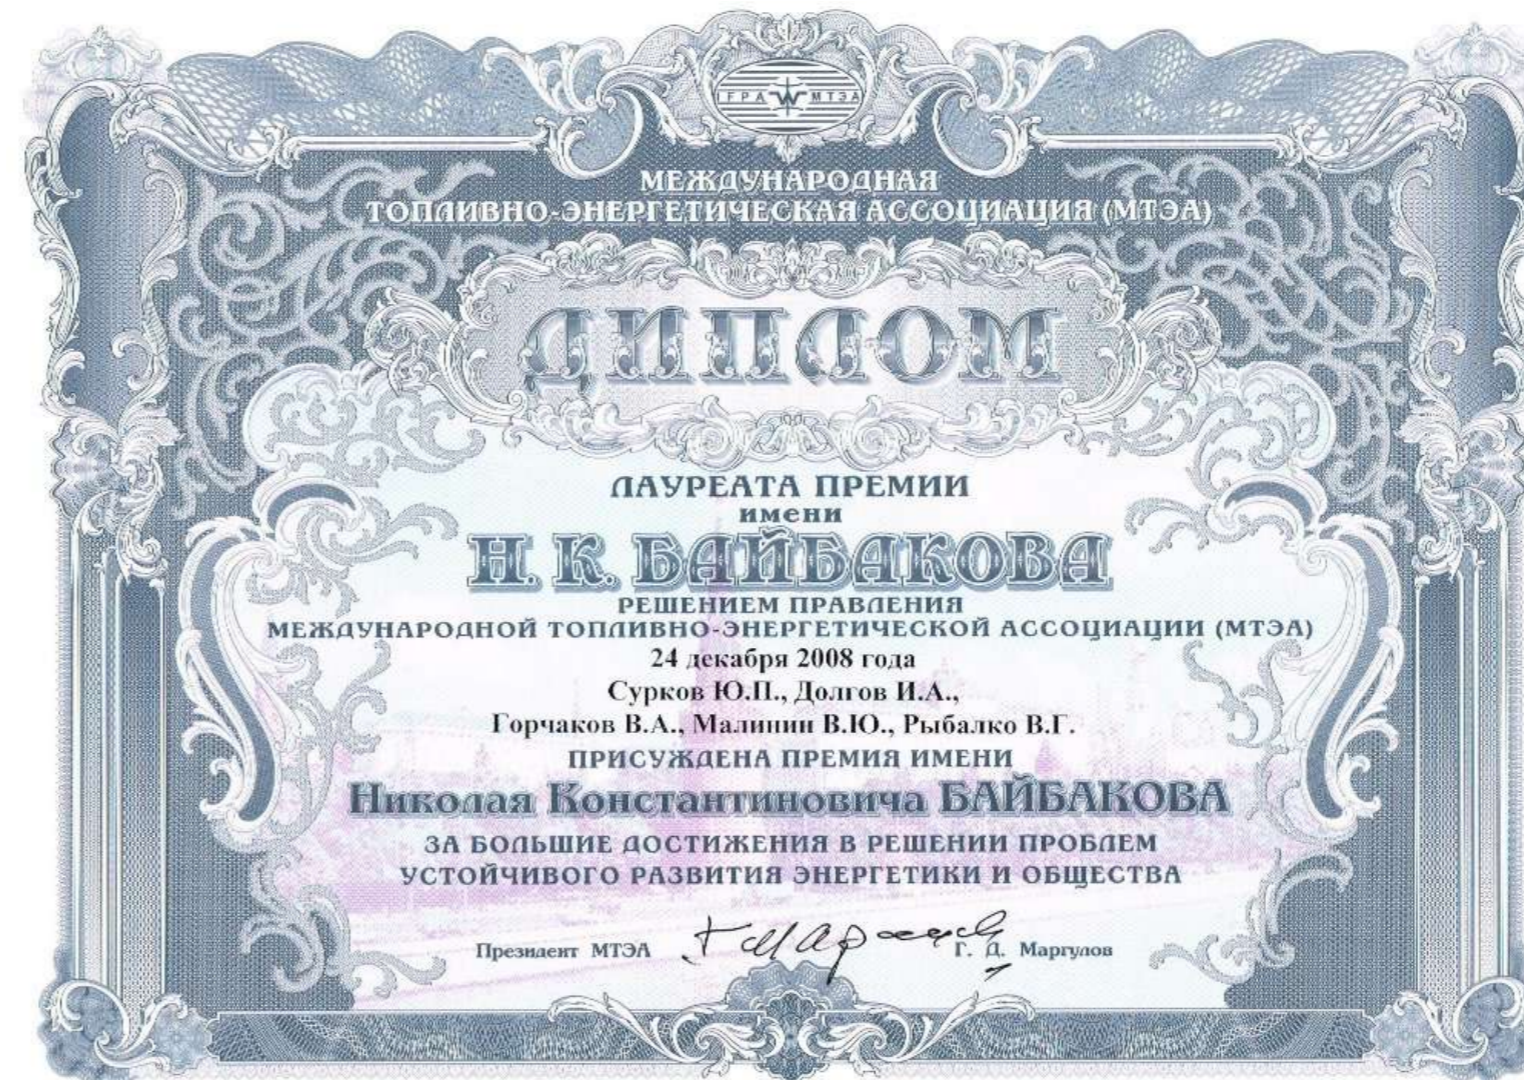 IFPA МТЭА
МЕЖДУНАРОДНАЯ
ТОПЛИВНО-ЭНЕРГЕТИЧЕСКАЯ АССОЦИАЦИЯ (МТЭА)
ДИПЛОМ
ЛАУРЕАТА ПРЕМИИ
имени
Н. К. БАЙБАКОВА
РЕШЕНИЕМ ПРАВЛЕНИЯ
МЕЖДУНАРОДНОЙ ТОПЛИВНО-ЭНЕРГЕТИЧЕСКОЙ АССОЦИАЦИИ (МТЭА)
24 декабря 2008 года
Сурков Ю.П., Долгов И.А.,
Горчаков В.А., Малинин В.Ю., Рыбалко В.Г.
ПРИСУЖДЕНА ПРЕМИЯ ИМЕНИ
Николая Константиновича БАЙБАКОВА
ЗА БОЛЬШИЕ ДОСТИЖЕНИЯ В РЕШЕНИИ ПРОБЛЕМ
УСТОЙЧИВОГО РАЗВИТИЯ ЭНЕРГЕТИКИ И ОБЩЕСТВА
Президент МТЭА Г. Д. Маргулов